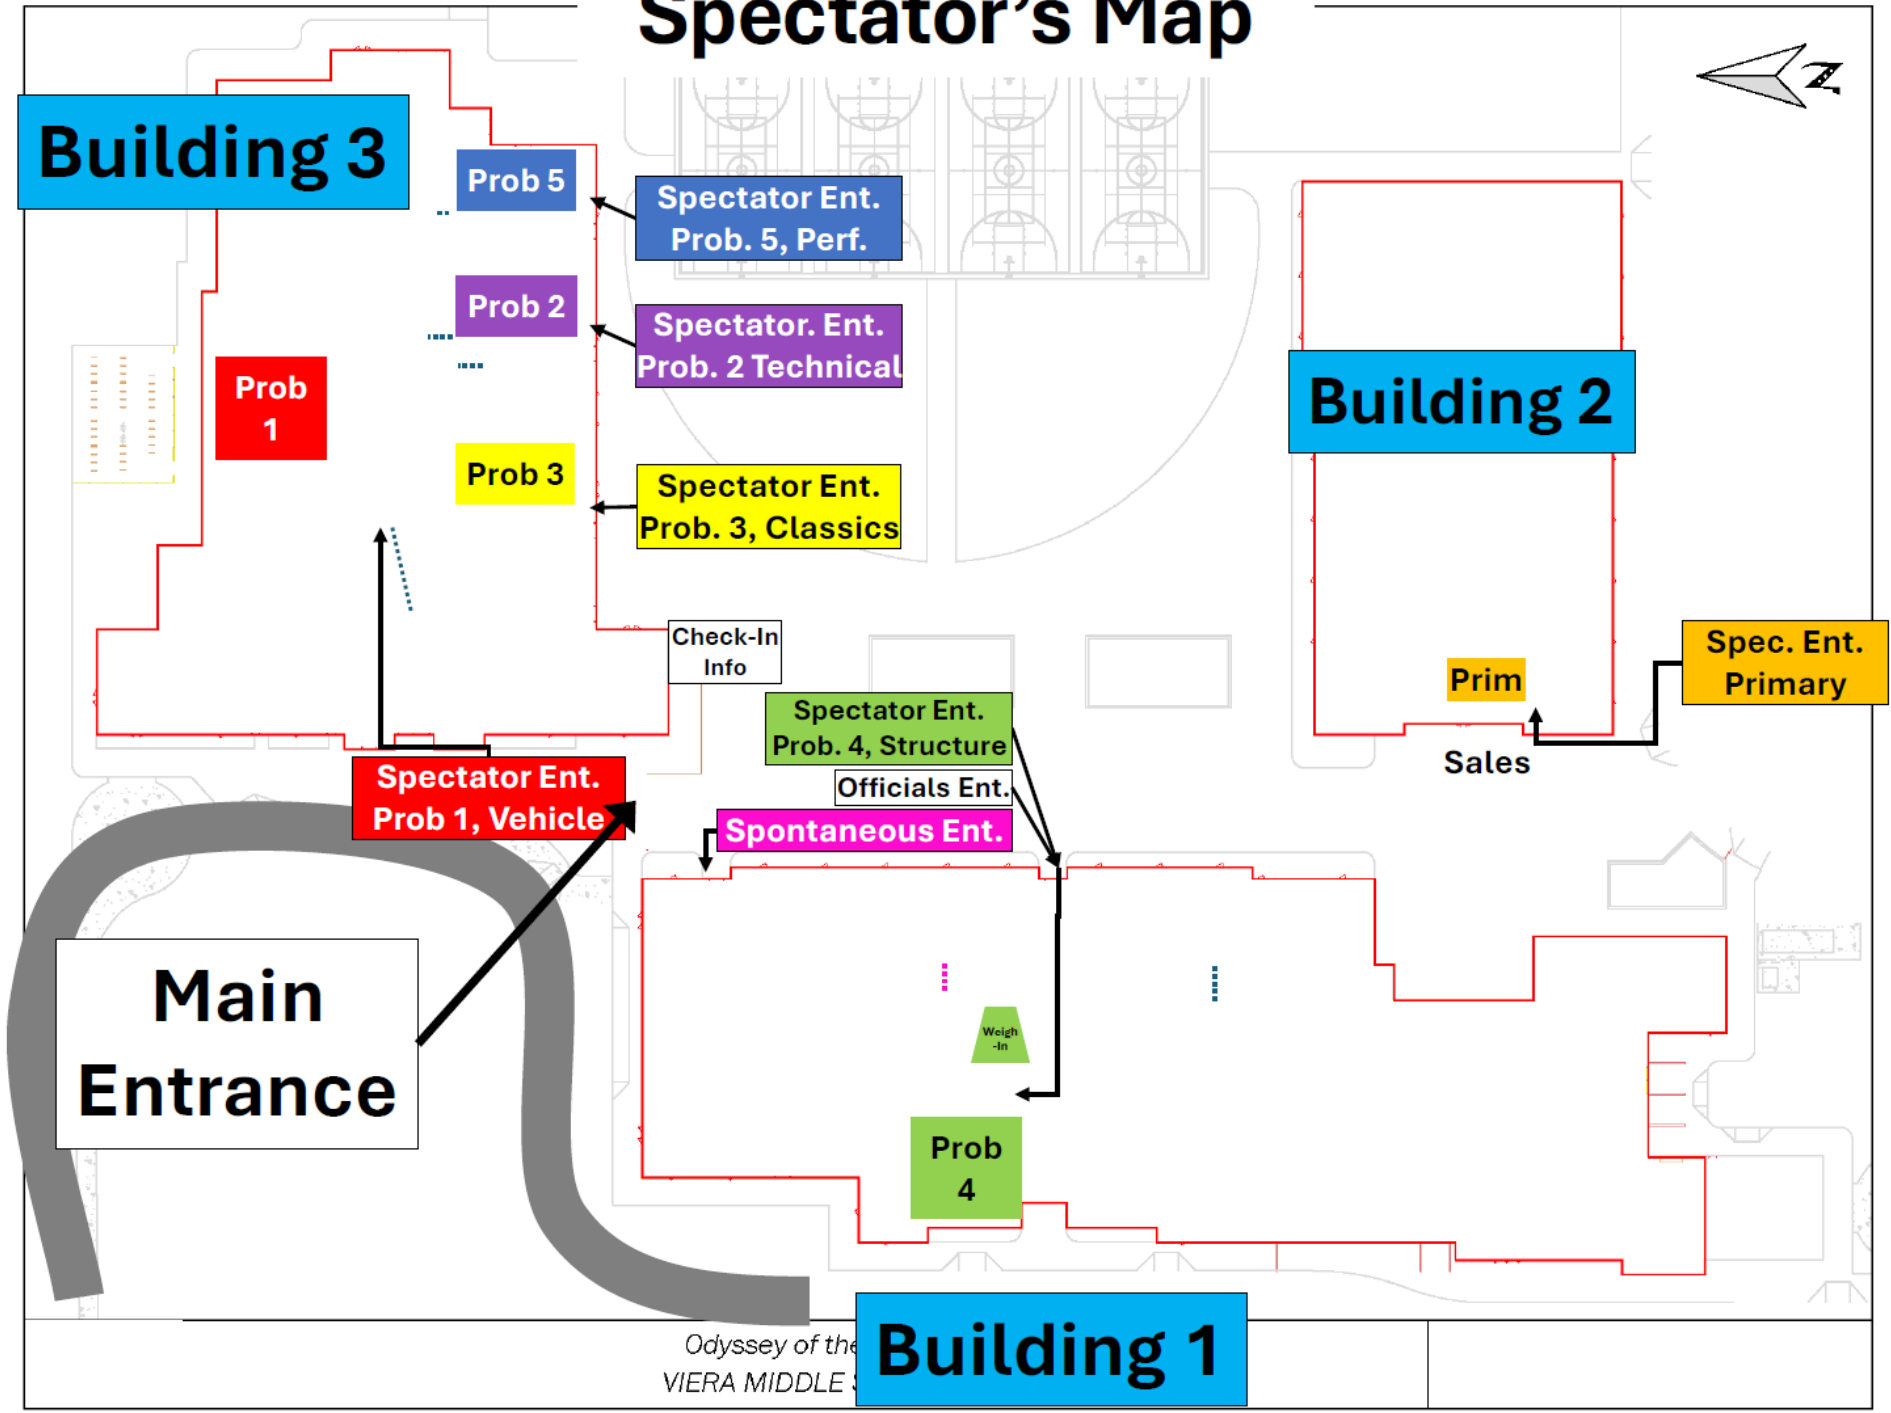 Spectator's Map
Z
Building 3
Prob 5
Spectator Ent.
Prob. 5, Perf.
Prob 2
Spectator. Ent.
Prob. 2 Technical
Prob
1
Prob 3
Spectator Ent.
Prob. 3, Classics
Building 2
Check-In
Info
Spec. Ent.
Primary
Prim
Sales
Spectator Ent.
Prob. 4, Structure
Officials Ent.
Spontaneous Ent.
Spectator Ent.
Prob 1, Vehicle
Main
Entrance
Weigh
-In
Prob
4
Odyssey of the
VIERA MIDDLE
Building 1